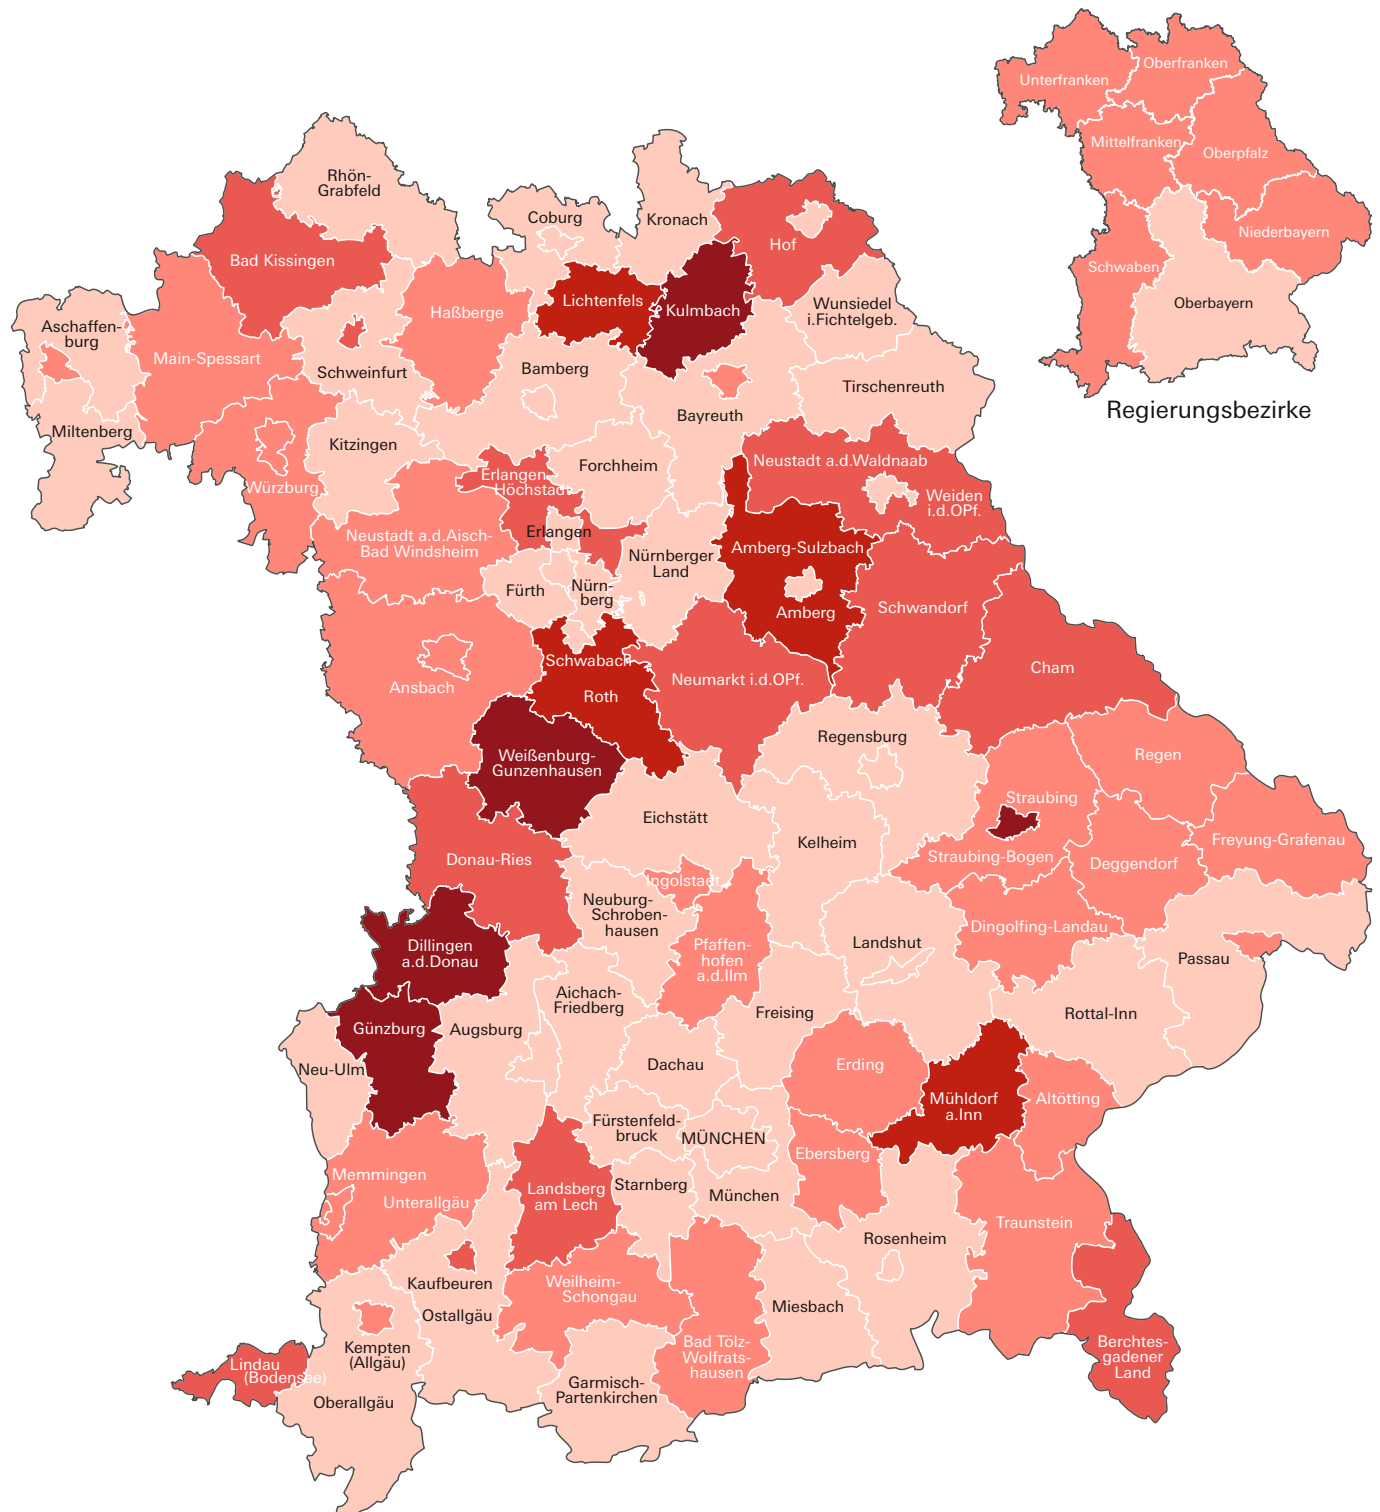 Unterfranken
Oberfranken
Mittelfranken
Oberpfalz
Niederbayern
Schwaben
Oberbayern
Regierungsbezirke
Rhön-
Grabfeld
Coburg
Kronach
Hof
Bad Kissingen
Lichtenfels
Kulmbach
Wunsiedel
i.Fichtelgeb.
Aschaffen-
burg
Haßberge
Main-Spessart
Schweinfurt
Bamberg
Tirschenreuth
Bayreuth
Miltenberg
Kitzingen
Forchheim
Neustadt a.d.Waldnaab
Erlangen-
Höchstadt
Würzburg
Weiden
i.d.OPf.
Neustadt a.d.Aisch-
Bad Windsheim
Erlangen
Nürnberger
Land
Amberg-Sulzbach
Fürth
Nürn-
berg
Amberg
Schwandorf
Schwabach
Cham
Ansbach
Roth
Neumarkt i.d.OPf.
Regensburg
Weißenburg-
Gunzenhausen
Regen
Straubing
Eichstätt
Kelheim
Freyung-Grafenau
Donau-Ries
Straubing-Bogen
Deggendorf
Ingolstadt
Neuburg-
Schroben-
hausen
Dillingen
a.d.Donau
Pfaffen-
hofen
a.d.Ilm
Landshut
Dingolfing-Landau
Passau
Aichach-
Friedberg
Günzburg
Augsburg
Freising
Rottal-Inn
Neu-Ulm
Dachau
Erding
Mühldorf
a.Inn
Altötting
Fürstenfeld-
bruck
MÜNCHEN
Ebersberg
Memmingen
Unterallgäu
Landsberg
am Lech
Starnberg
München
Traunstein
Rosenheim
Kaufbeuren
Weilheim-
Schongau
Ostallgäu
Miesbach
Kempten
(Allgäu)
Bad Tölz-
Wolfrats-
hausen
Berchtes-
gadener
Land
Lindau
(Bodensee)
Garmisch-
Partenkirchen
Oberallgäu